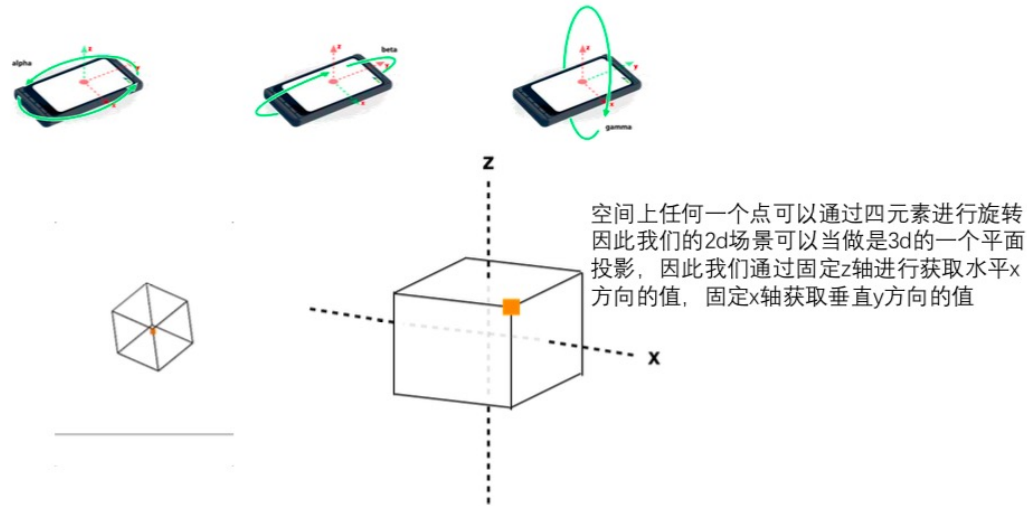 z
alpha
y
x
z
beta
y
x
z
y
x
gamma
Z
空间上任何一个点可以通过四元素进行旋转
因此我们的2d场景可以当做是3d的一个平面
投影，因此我们通过固定z轴进行获取水平x
方向的值，固定x轴获取垂直y方向的值
X